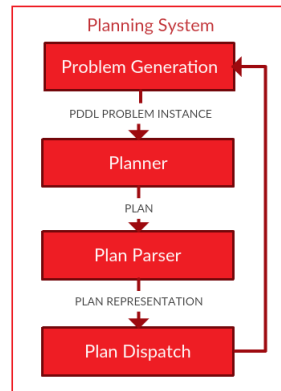 Planning System
Problem Generation
PDDL PROBLEM INSTANCE
Planner
PLAN
Plan Parser
PLAN REPRESENTATION
Plan Dispatch